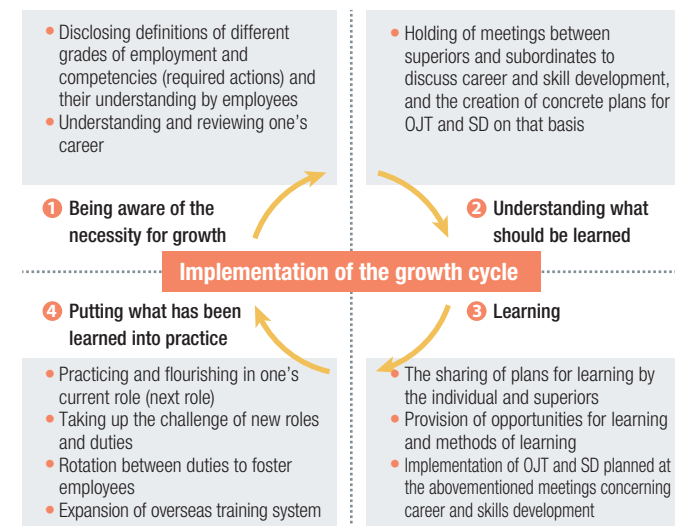 • Disclosing definitions of different
grades of employment and
competencies (required actions) and
their understanding by employees
• Understanding and reviewing one's
career
1 Being aware of the
necessity for growth
• Holding of meetings between
superiors and subordinates to
discuss career and skill development,
and the creation of concrete plans for
OJT and SD on that basis
2 Understanding what
should be learned
Implementation of the growth cycle
3 Learning
• The sharing of plans for learning by
the individual and superiors
• Provision of opportunities for learning
and methods of learning
• Implementation of OJT and SD planned at
the abovementioned meetings concerning
career and skills development
4 Putting what has been
learned into practice
• Practicing and flourishing in one's
current role (next role)
• Taking up the challenge of new roles
and duties
• Rotation between duties to foster
employees
• Expansion of overseas training system